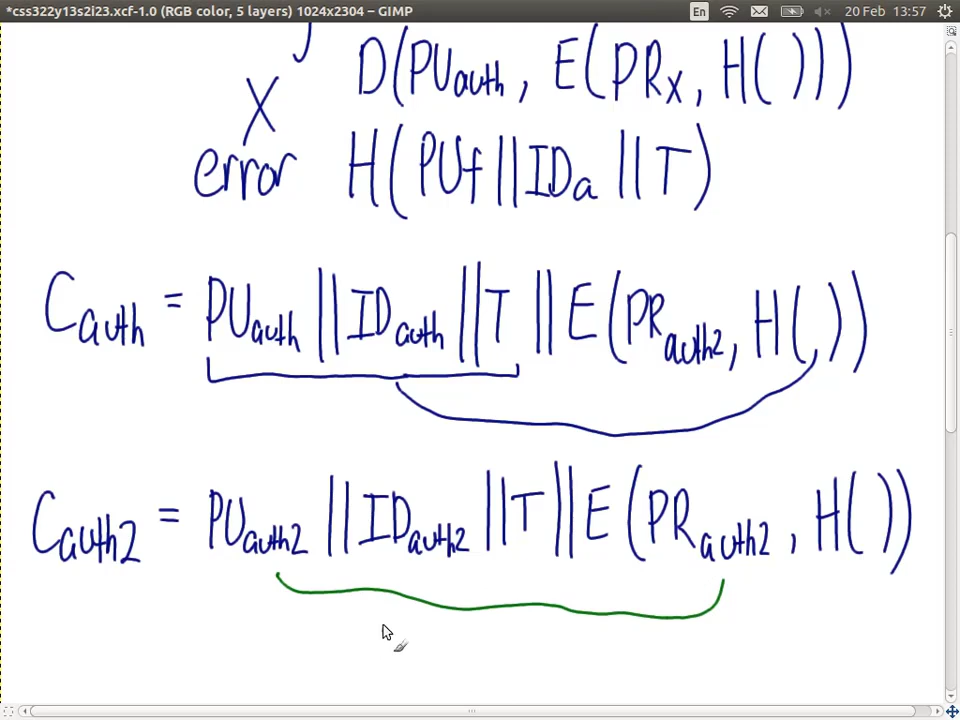 *css322y13s2i23.xcf-1.0 (RGB color, 5 layers) 1024x2304 – GIMP En 20 Feb 13:57
D(PUauth, E(PRx, H()))
X
error H(PUf||IDa||T)
Cauth = PUauth||IDauth||T||E(PRauth2, H(,))
Cauth2 = PUauth2||IDauth2||T||E(PRauth2, H())